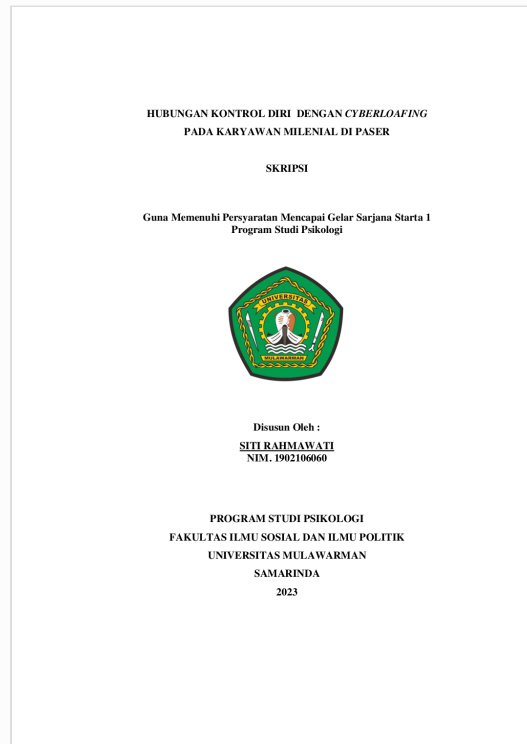 HUBUNGAN KONTROL DIRI DENGAN CYBERLOAFING
PADA KARYAWAN MILENIAL DI PASER
SKRIPSI
Guna Memenuhi Persyaratan Mencapai Gelar Sarjana Starta 1
Program Studi Psikologi
UNIVERSITAS
MULAWARMAN
Disusun Oleh :
SITI RAHMAWATI
NIM. 1902106060
PROGRAM STUDI PSIKOLOGI
FAKULTAS ILMU SOSIAL DAN ILMU POLITIK
UNIVERSITAS MULAWARMAN
SAMARINDA
2023